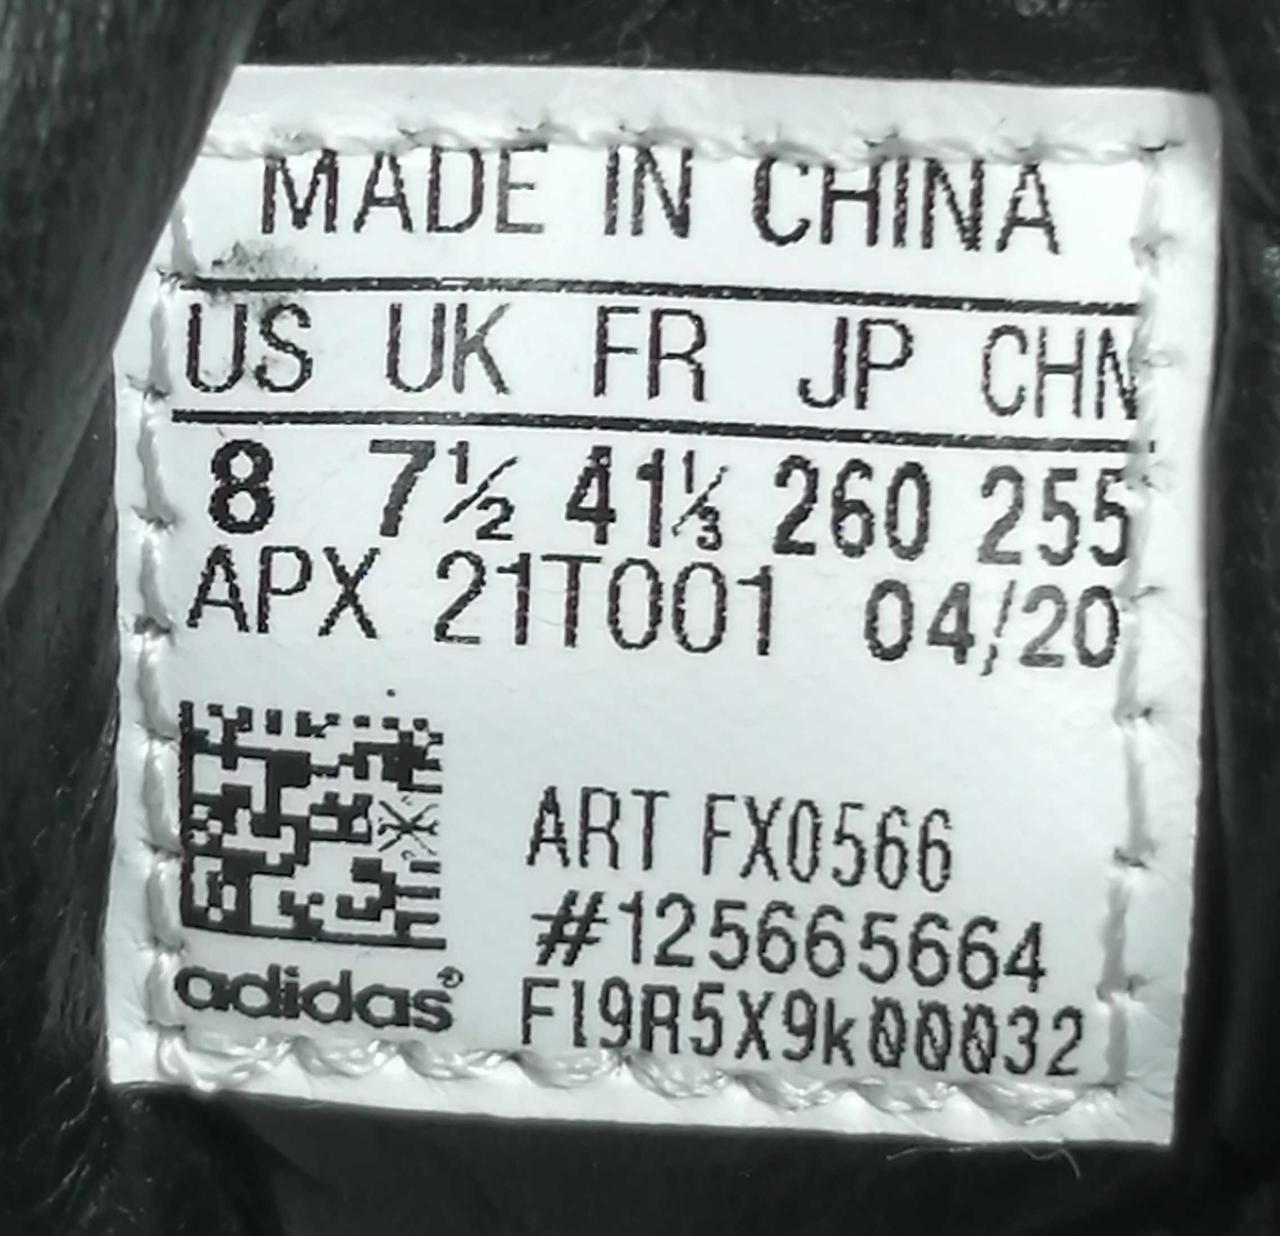 MADE IN CHINA
US UK FR JP CHN
8 7½ 41⅓ 260 255
APX 21T001 04/20
ART FX0566
#125665664
adidas®
F19R5X9k00032